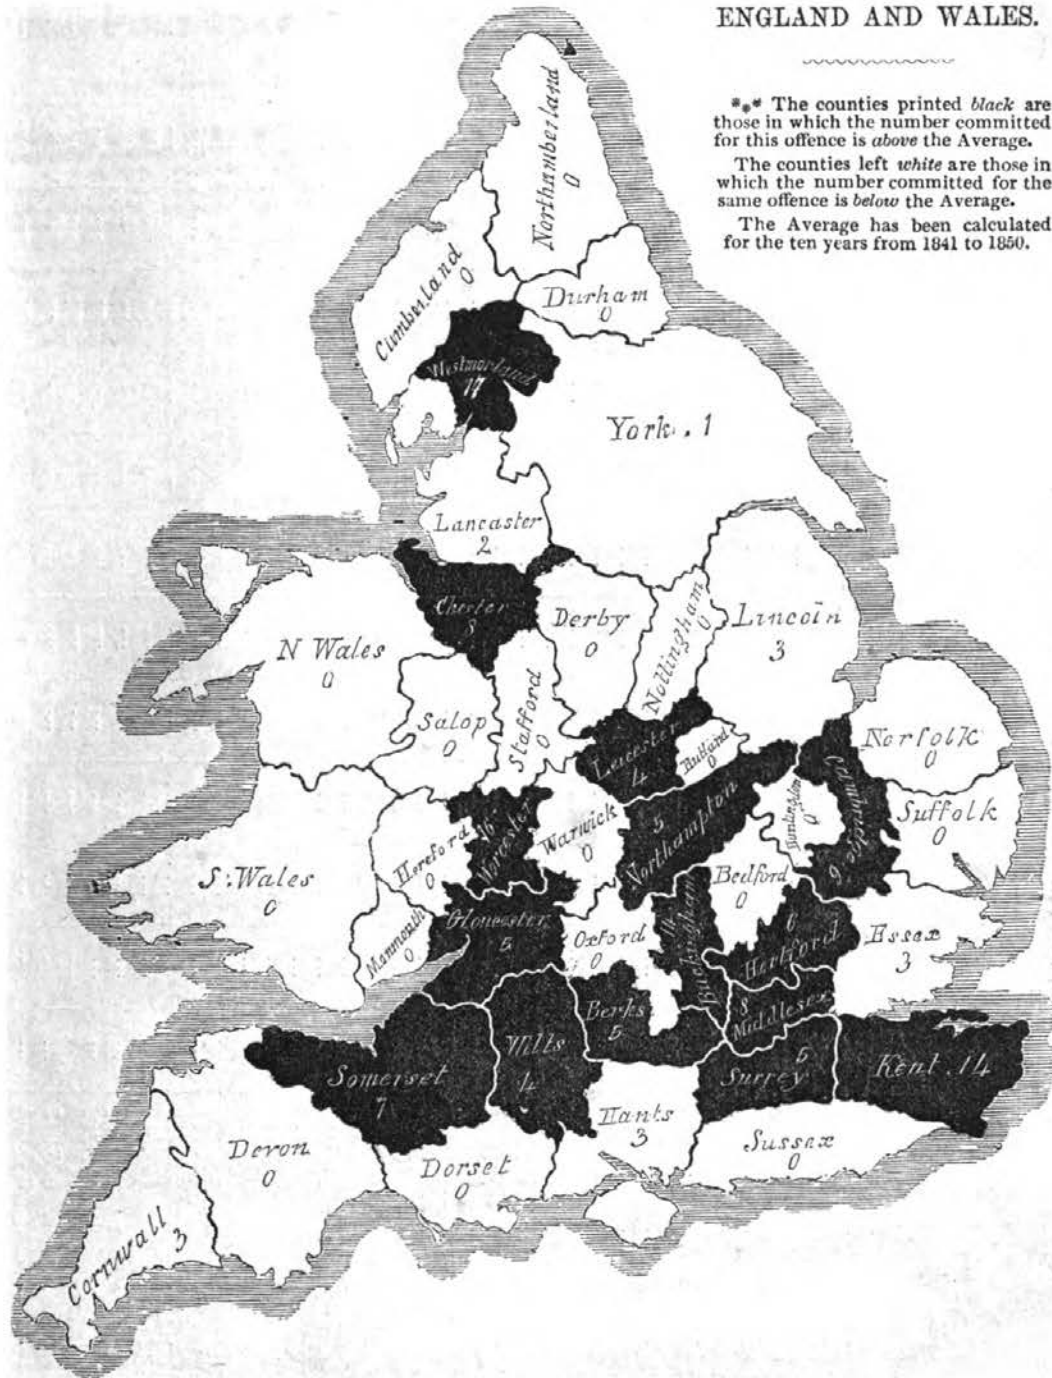 ENGLAND AND WALES.
*** The counties printed black are
those in which the number committed
for this offence is above the Average.
The counties left white are those in
which the number committed for the
same offence is below the Average.
The Average has been calculated
for the ten years from 1841 to 1850.
Northumberland
0
Cumberland
0
Durham
0
Westmorland
17
York. 1
Lancaster
2
Chester
8
Derby
0
Nottingham
0
Lincoln
3
N Wales
0
Salop
0
Stafford
0
Leicester
4
Rutland
0
Norfolk
0
Northampton
5
Huntingdon
0
Cambridge
9
Suffolk
0
Hereford
0
Worcester
16
Warwick
0
S. Wales
0
Monmouth
0
Gloucester
5
Oxford
0
Buckingham
Bedford
0
Hertford
6
Essex
3
Berks
5
Middlesex
8
Somerset
7
Wilts
4
Surrey
5
Kent. 14
Hants
3
Sussex
0
Devon
0
Dorset
0
Cornwall
3